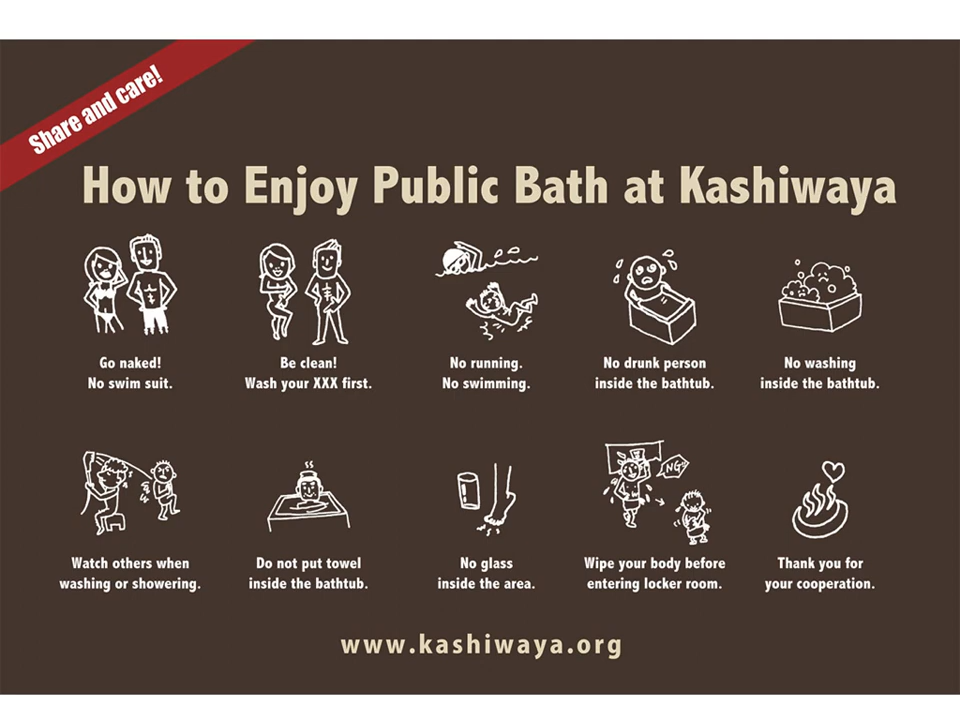 Share and care!
How to Enjoy Public Bath at Kashiwaya
Go naked!
No swim suit.
Be clean!
Wash your XXX first.
No running.
No swimming.
No drunk person
inside the bathtub.
No washing
inside the bathtub.
NG!
Watch others when
washing or showering.
Do not put towel
inside the bathtub.
No glass
inside the area.
Wipe your body before
entering locker room.
Thank you for
your cooperation.
www.kashiwaya.org